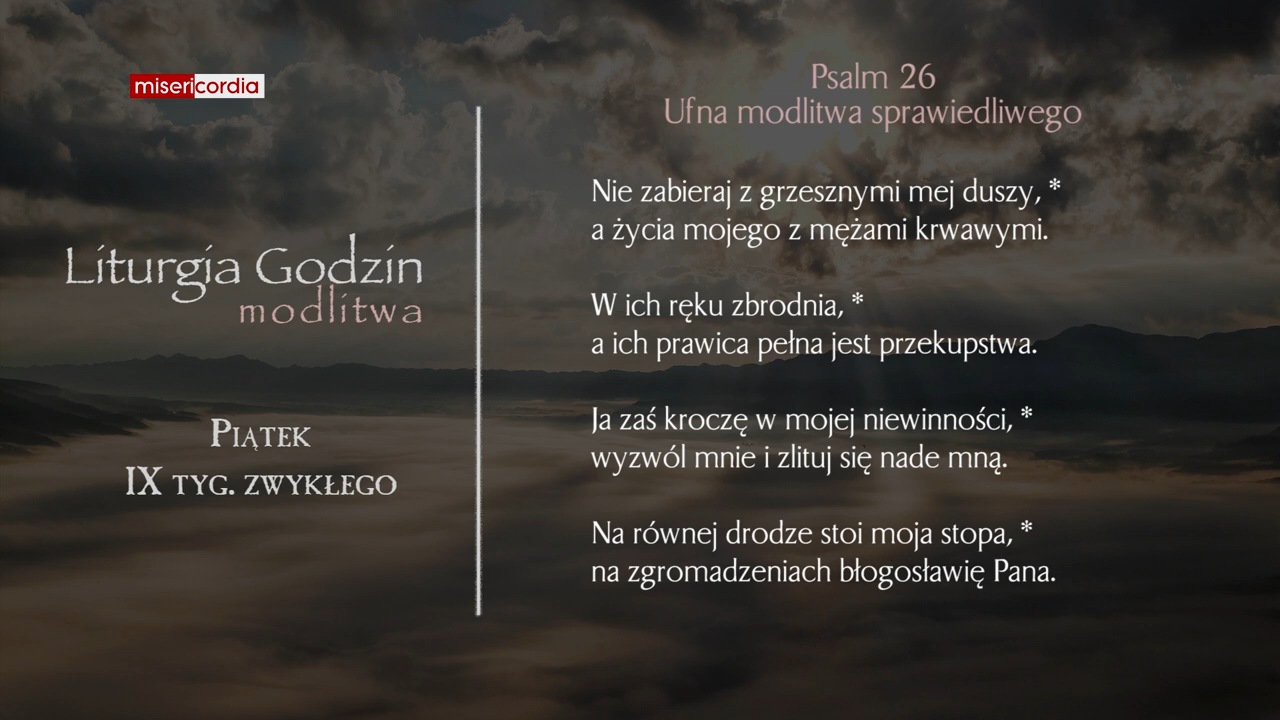 misericordia
Liturgia Godzin
modlitwa
Piątek
IX tyg. zwykłego
Psalm 26
Ufna modlitwa sprawiedliwego
Nie zabieraj z grzesznymi mej duszy, *
a życia mojego z mężami krwawymi.
W ich ręku zbrodnia, *
a ich prawica pełna jest przekupstwa.
Ja zaś kroczę w mojej niewinności, *
wyzwól mnie i zlituj się nade mną.
Na równej drodze stoi moja stopa, *
na zgromadzeniach błogosławię Pana.